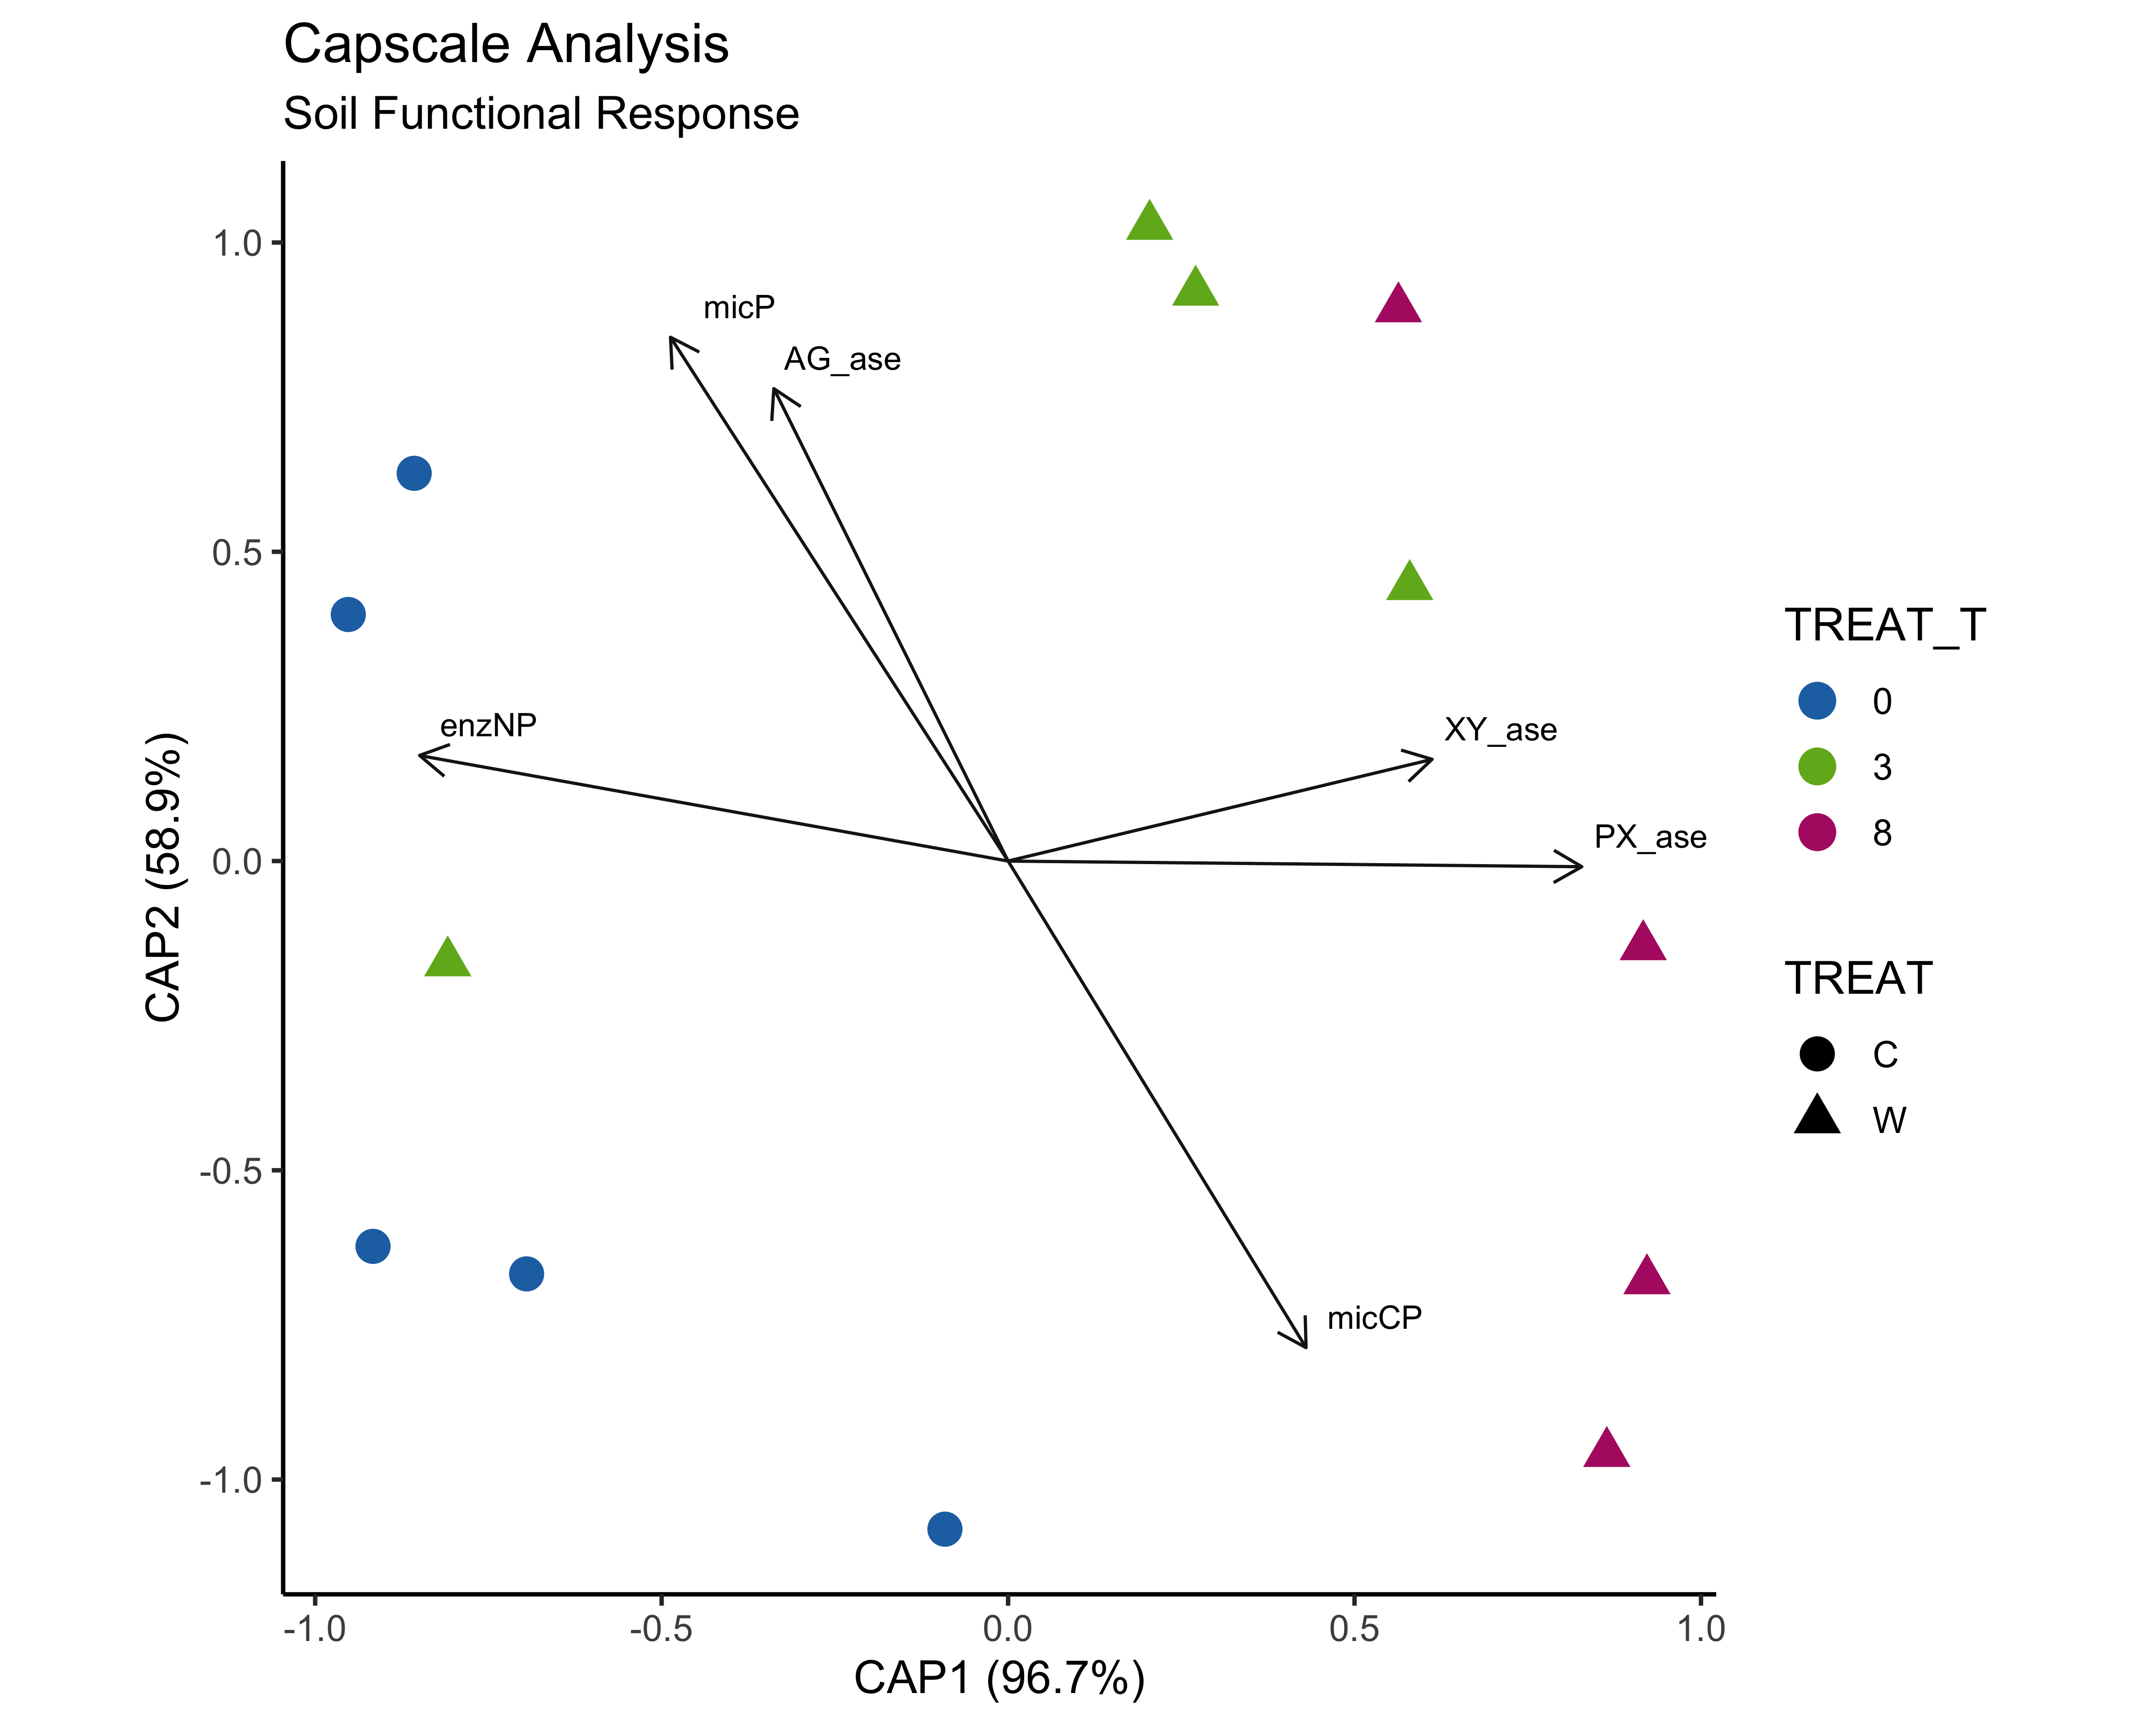 Capscale Analysis
Soil Functional Response
1.0
0.5
0.0
-0.5
-1.0
CAP2 (58.9%)
micP
AG_ase
enzNP
XY_ase
PX_ase
micCP
-1.0
-0.5
0.0
0.5
1.0
CAP1 (96.7%)
TREAT_T
0
3
8
TREAT
C
W